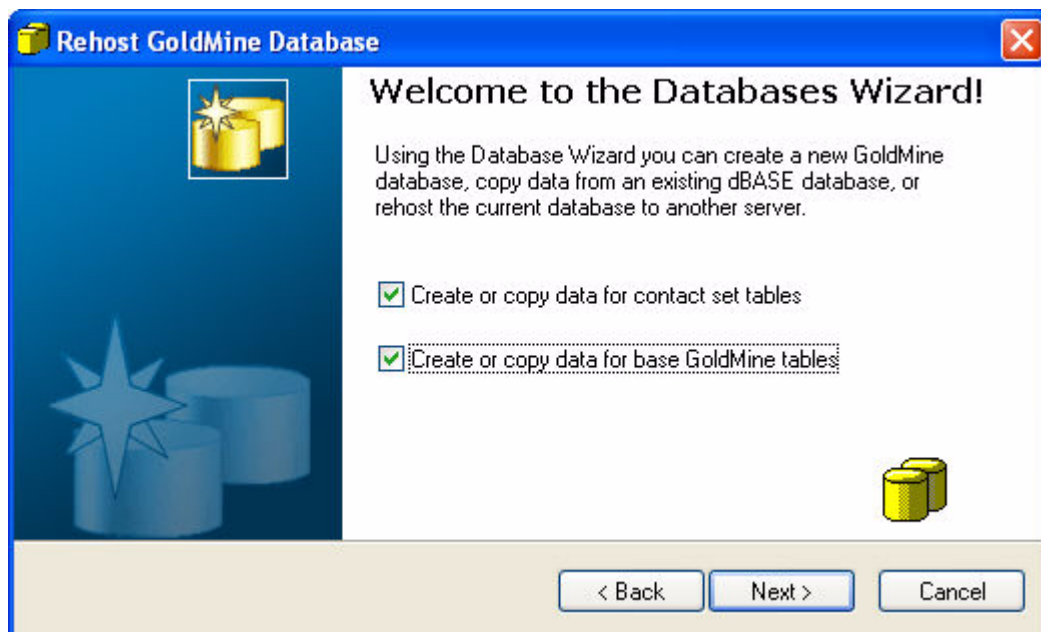 Rehost GoldMine Database
Welcome to the Databases Wizard!
Using the Database Wizard you can create a new GoldMine
database, copy data from an existing dBASE database, or
rehost the current database to another server.
Create or copy data for contact set tables
Create or copy data for base GoldMine tables
< Back
Next >
Cancel